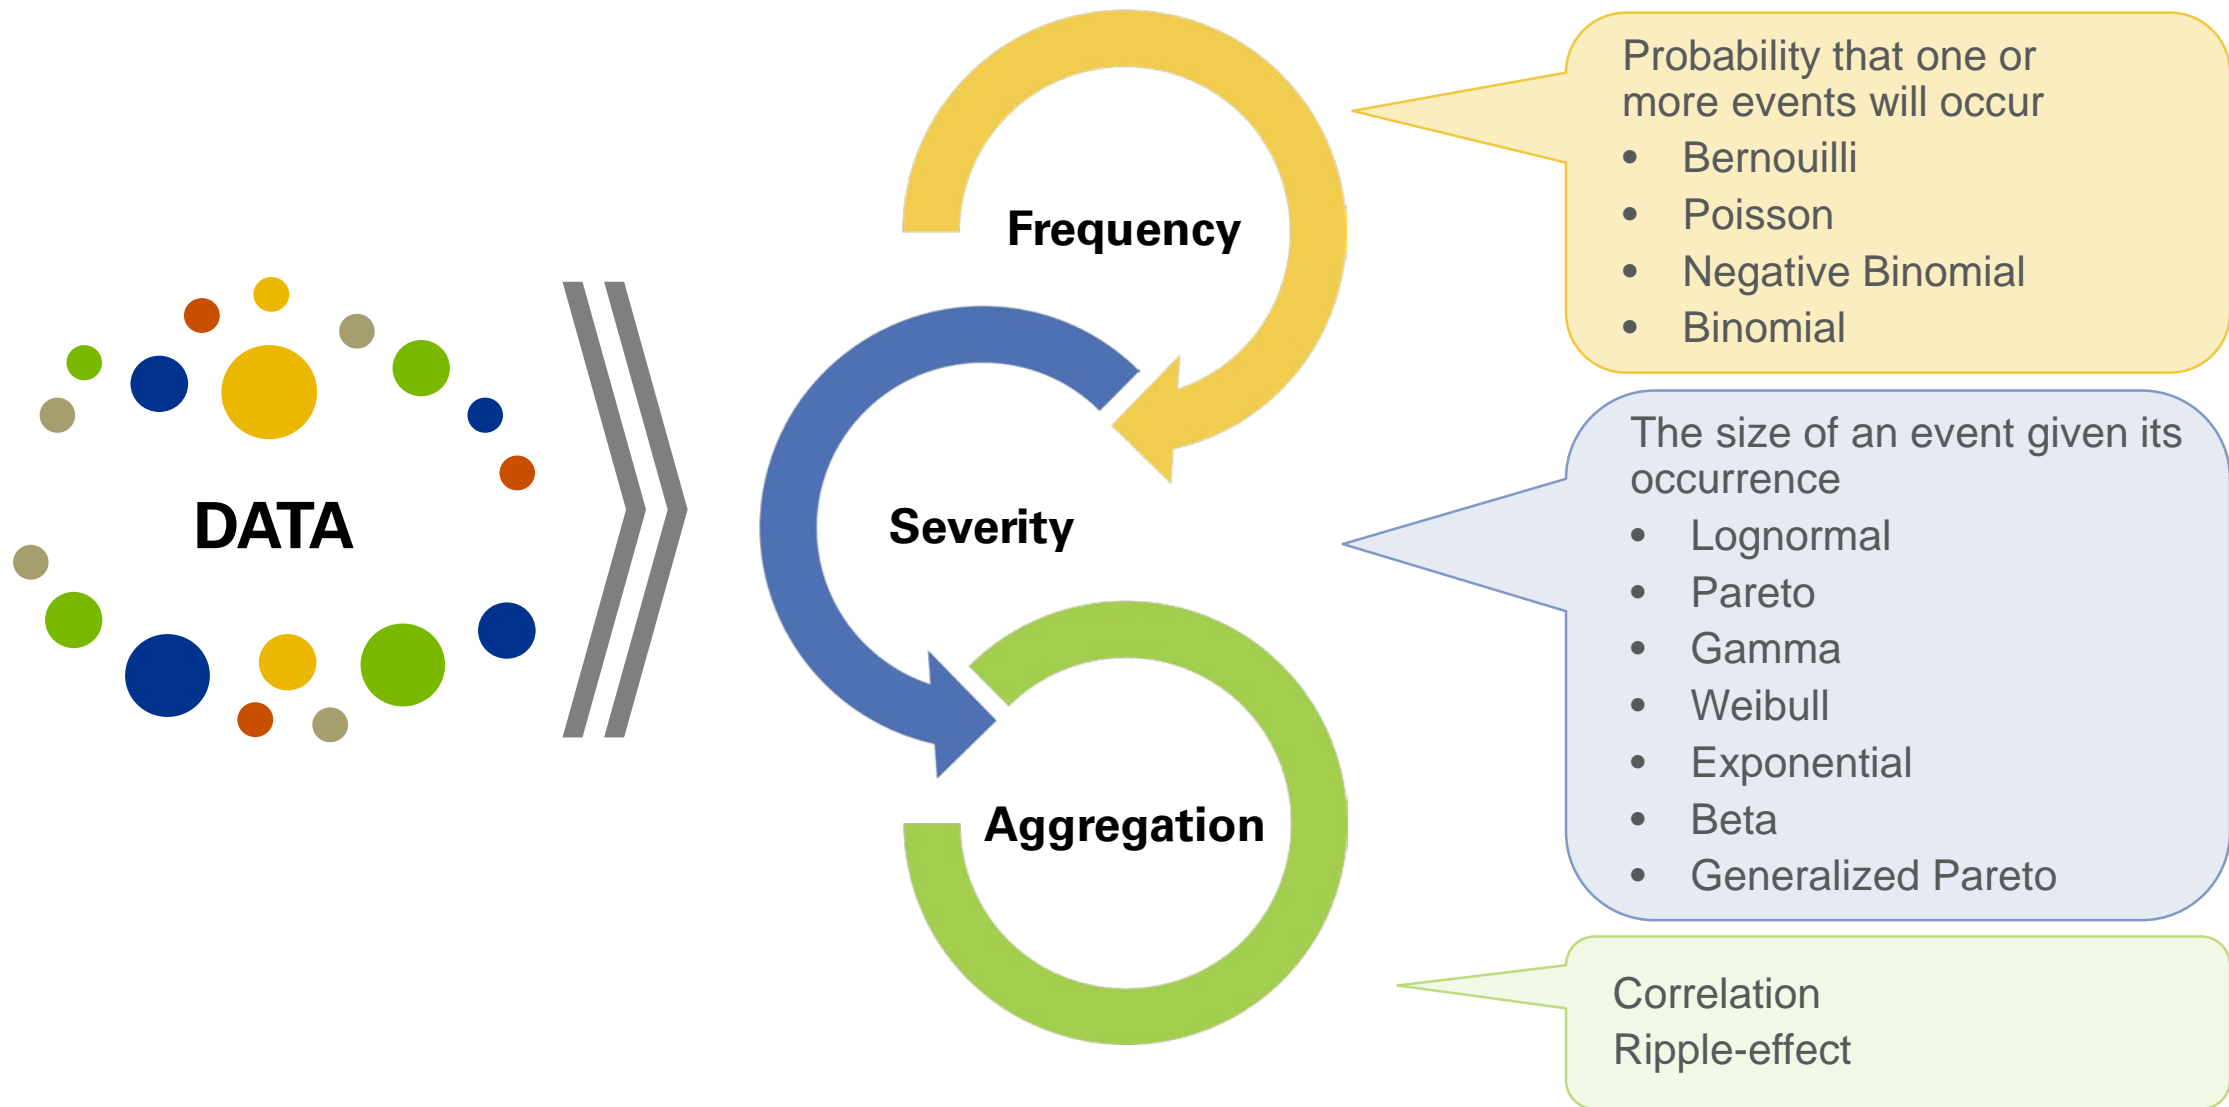 DATA
Frequency
Severity
Aggregation
Probability that one or
more events will occur
• Bernouilli
• Poisson
• Negative Binomial
• Binomial
The size of an event given its
occurrence
• Lognormal
• Pareto
• Gamma
• Weibull
• Exponential
• Beta
• Generalized Pareto
Correlation
Ripple-effect